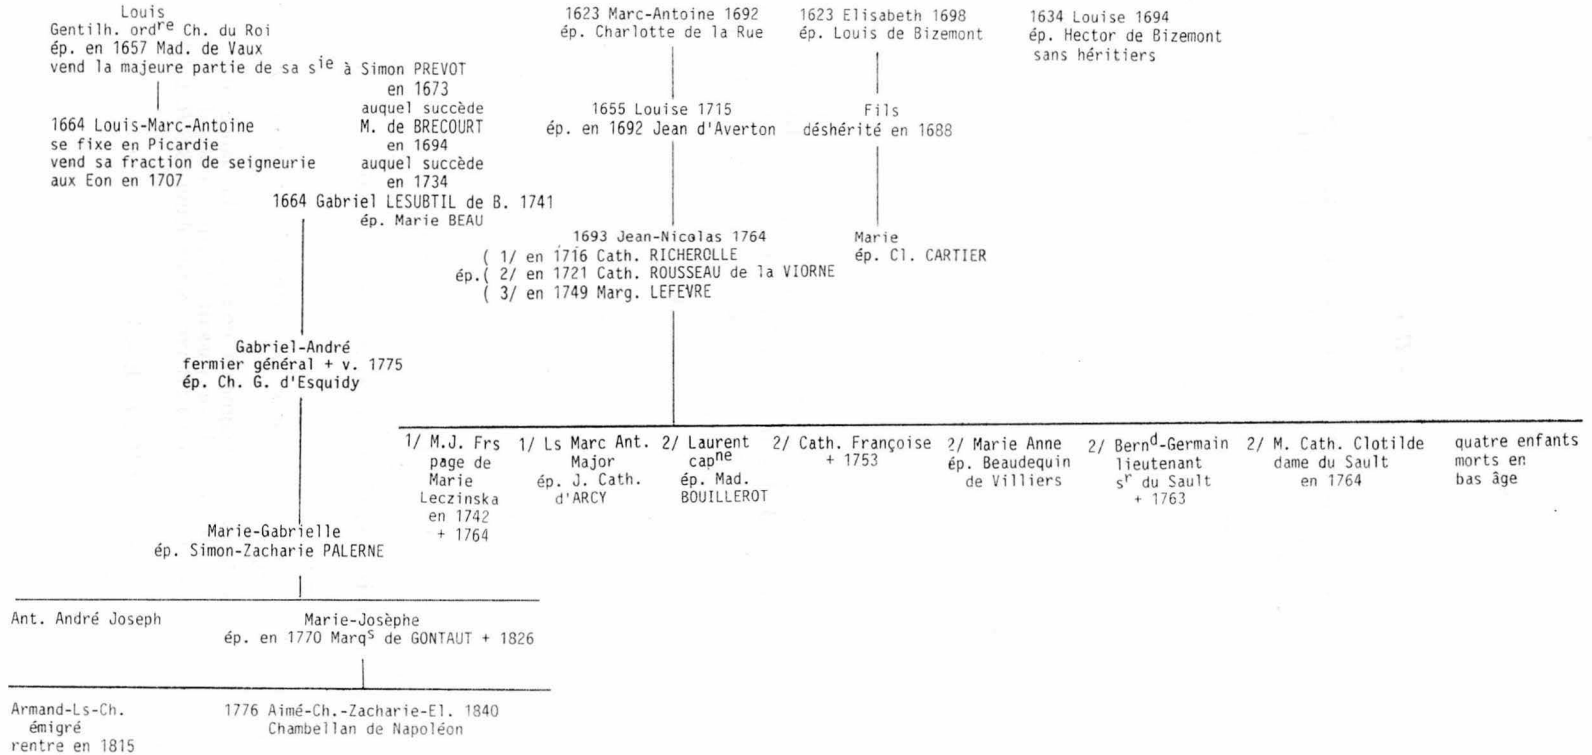 Louis
Gentilh. ordre Ch. du Roi
ép. en 1657 Mad. de Vaux
vend la majeure partie de sa sie à Simon PREVOT
en 1673
auquel succède
M. de BRECOURT
en 1694
auquel succède
en 1734
1664 Louis-Marc-Antoine
se fixe en Picardie
vend sa fraction de seigneurie
aux Eon en 1707
1623 Marc-Antoine 1692
ép. Charlotte de la Rue
1623 Elisabeth 1698
ép. Louis de Bizemont
1634 Louise 1694
ép. Hector de Bizemont
sans héritiers
1655 Louise 1715
ép. en 1692 Jean d'Averton
Fils
déshérité en 1688
1664 Gabriel LESUBTIL de B. 1741
ép. Marie BEAU
1693 Jean-Nicolas 1764
( 1/ en 1716 Cath. RICHEROLLE
ép.( 2/ en 1721 Cath. ROUSSEAU de la VIORNE
( 3/ en 1749 Marg. LEFEVRE
Marie
ép. Cl. CARTIER
Gabriel-André
fermier général + v. 1775
ép. Ch. G. d'Esquidy
1/ M.J. Frs
page de
Marie
Leczinska
en 1742
+ 1764
1/ Ls Marc Ant.
Major
ép. J. Cath.
d'ARCY
2/ Laurent
capne
ép. Mad.
BOUILLEROT
2/ Cath. Françoise
+ 1753
2/ Marie Anne
ép. Beaudequin
de Villiers
2/ Bernd-Germain
lieutenant
sr du Sault
+ 1763
2/ M. Cath. Clotilde
dame du Sault
en 1764
quatre enfants
morts en
bas âge
Marie-Gabrielle
ép. Simon-Zacharie PALERNE
Ant. André Joseph
Marie-Josèphe
ép. en 1770 Marqs de GONTAUT + 1826
Armand-Ls-Ch.
émigré
rentre en 1815
1776 Aimé-Ch.-Zacharie-El. 1840
Chambellan de Napoléon